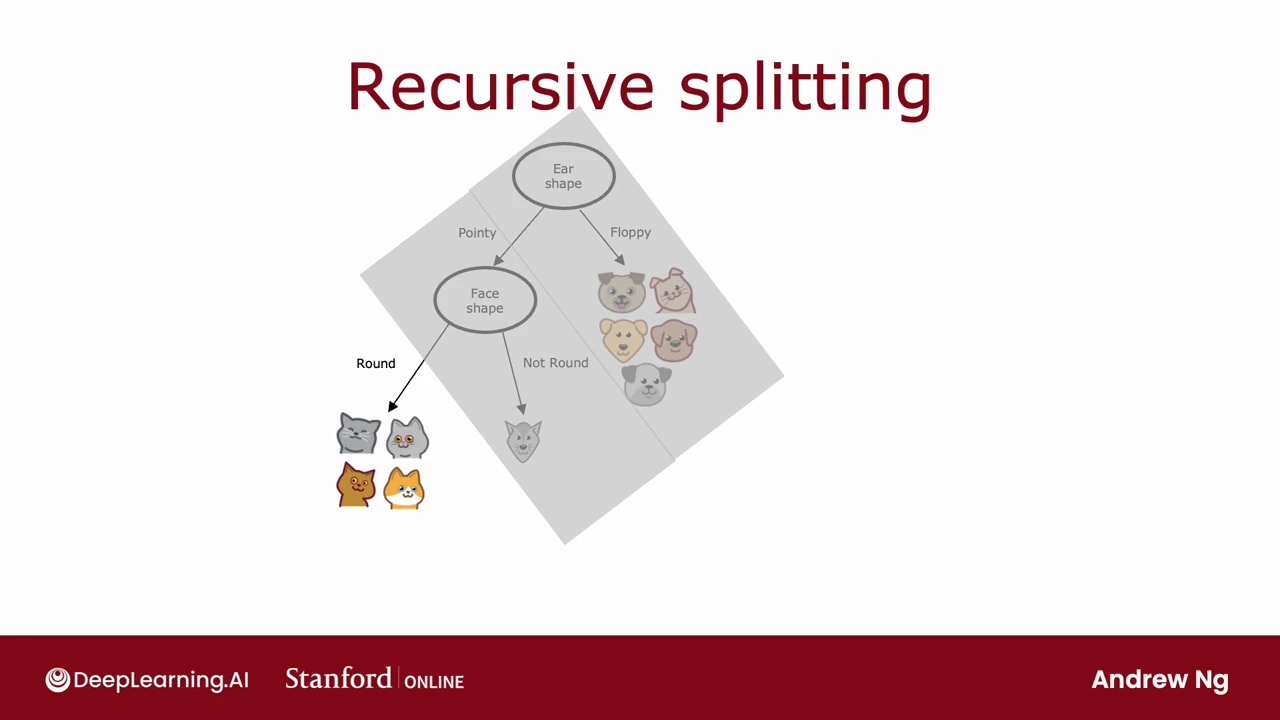 Recursive splitting
Ear
shape
Pointy
Floppy
Face
shape
Round
Not Round
DeepLearning.AI
Stanford ONLINE
Andrew Ng